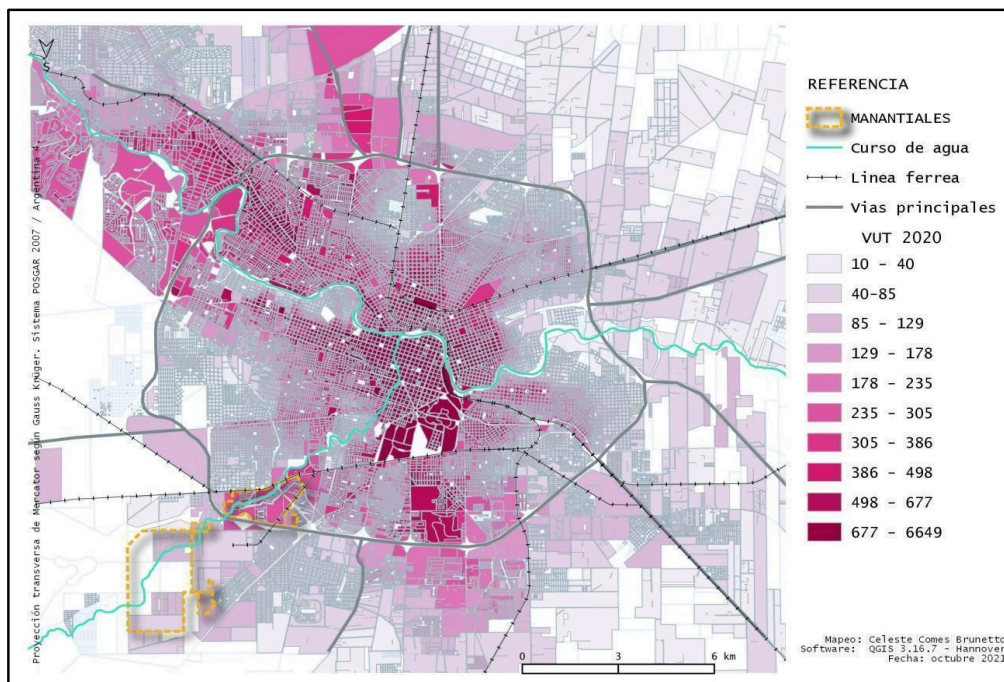 S
Proyección transversa de Mercator según Gauss Krüger. Sistema POSGAR 2007 / Argentina 4
REFERENCIA
MANANTIALES
Curso de agua
Linea ferrea
Vias principales
VUT 2020
10 - 40
40-85
85 - 129
129 - 178
178 - 235
235 - 305
305 - 386
386 - 498
498 - 677
677 - 6649
0 3 6 km
Mapeo: Celeste Comes Brunetto
Software: QGIS 3.16.7 - Hannover
Fecha: octubre 2021